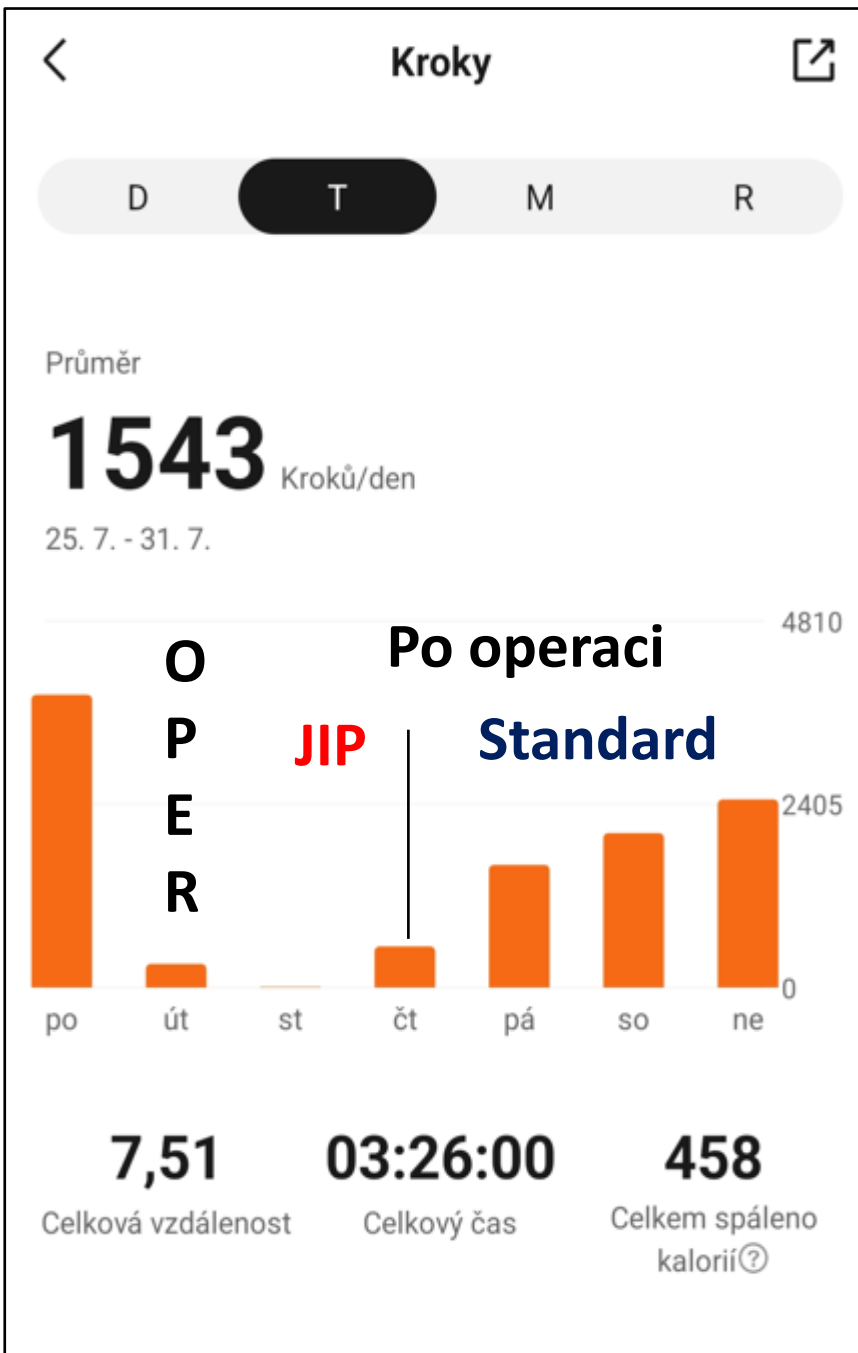 Kroky
D T M R
Průměr
1543 Kroků/den
25. 7. - 31. 7.
4810
O
P
E
R
Po operaci
JIP
Standard
2405
0
po út st čt pá so ne
7,51 03:26:00 458
Celková vzdálenost Celkový čas Celkem spáleno
kalorií?